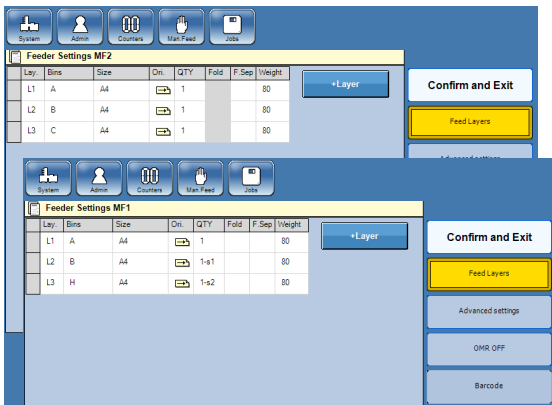 System Admin Counters Man.Feed Jobs
Feeder Settings MF2
Lay. Bins Size Ori. QTY Fold F.Sep Weight
L1 A A4 1 80
L2 B A4 1 80
L3 C A4 1 80
+Layer
Confirm and Exit
Feed Layers
Advanced settings
System Admin Counters Man.Feed Jobs
Feeder Settings MF1
Lay. Bins Size Ori. QTY Fold F.Sep Weight
L1 A A4 1 80
L2 B A4 1-s1 80
L3 H A4 1-s2 80
+Layer
Confirm and Exit
Feed Layers
Advanced settings
OMR OFF
Barcode